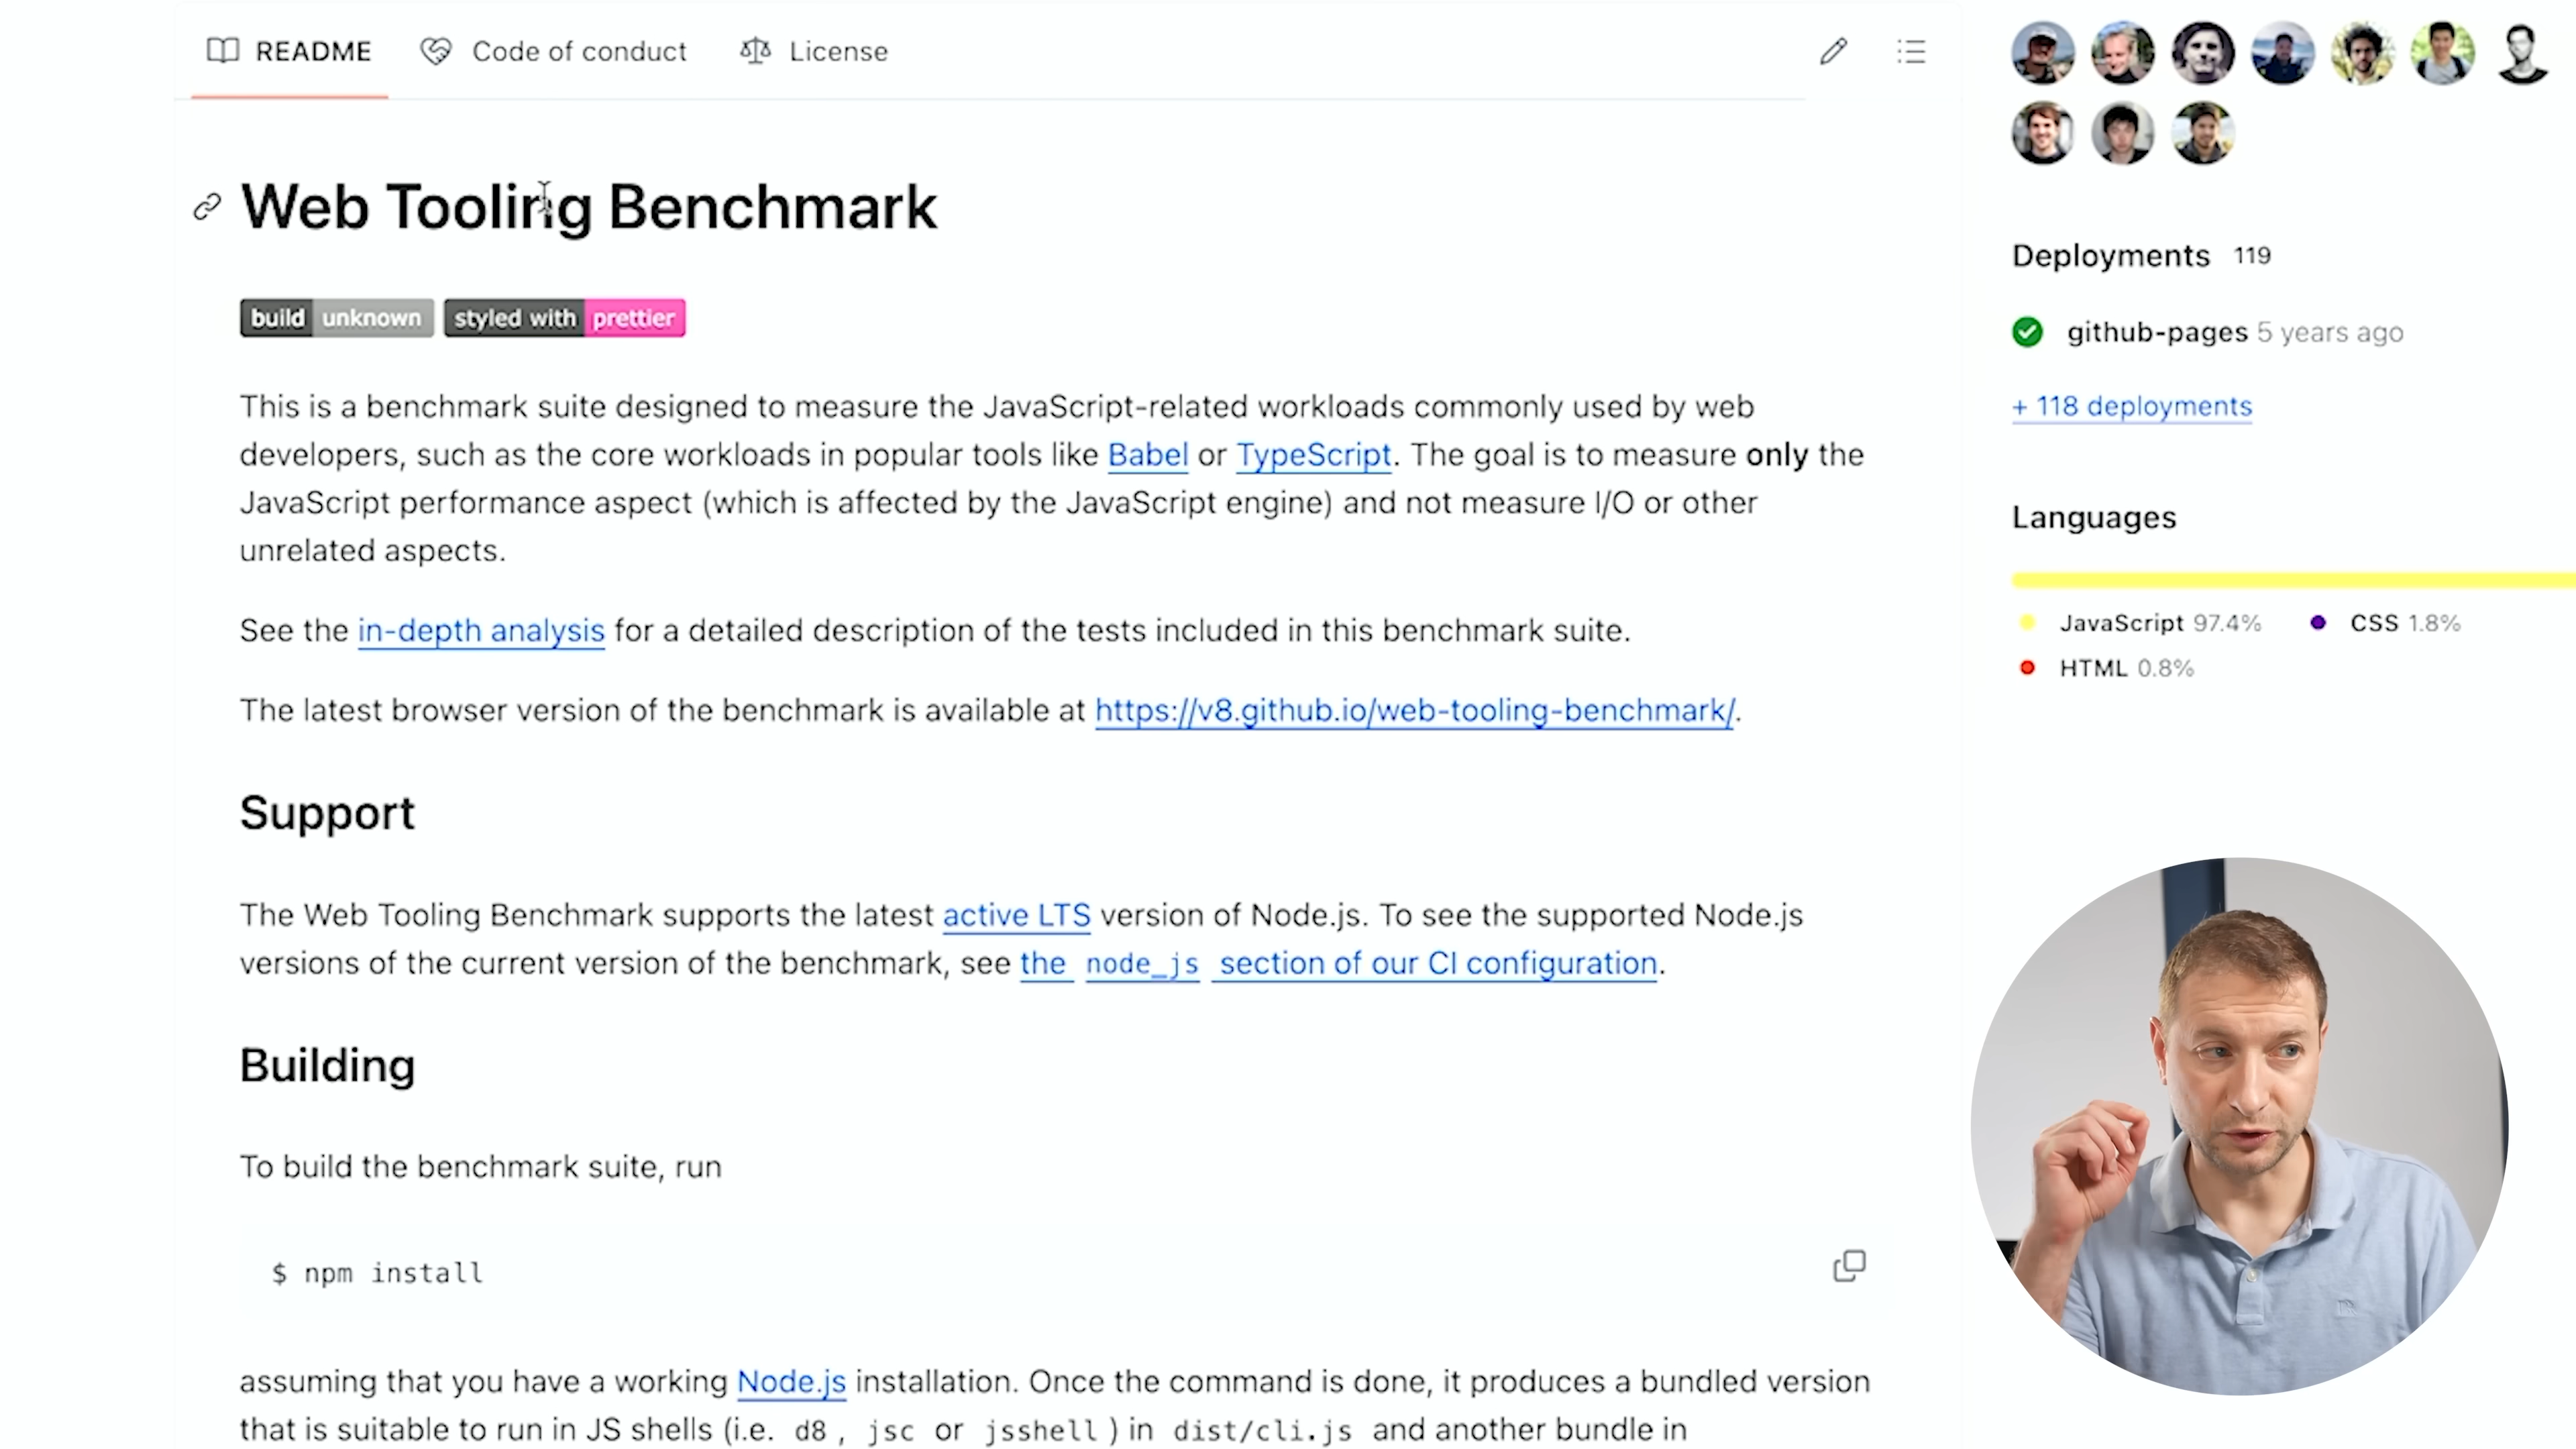 README Code of conduct License
Web Tooling Benchmark
build unknown styled with prettier
This is a benchmark suite designed to measure the JavaScript-related workloads commonly used by web
developers, such as the core workloads in popular tools like Babel or TypeScript. The goal is to measure only the
JavaScript performance aspect (which is affected by the JavaScript engine) and not measure I/O or other
unrelated aspects.
See the in-depth analysis for a detailed description of the tests included in this benchmark suite.
The latest browser version of the benchmark is available at https://v8.github.io/web-tooling-benchmark/.
Support
The Web Tooling Benchmark supports the latest active LTS version of Node.js. To see the supported Node.js
versions of the current version of the benchmark, see the node_js section of our CI configuration.
Building
To build the benchmark suite, run
$ npm install
assuming that you have a working Node.js installation. Once the command is done, it produces a bundled version
that is suitable to run in JS shells (i.e. d8 , jsc or jsshell ) in dist/cli.js and another bundle in
Deployments 119
github-pages 5 years ago
+ 118 deployments
Languages
JavaScript 97.4% CSS 1.8%
HTML 0.8%